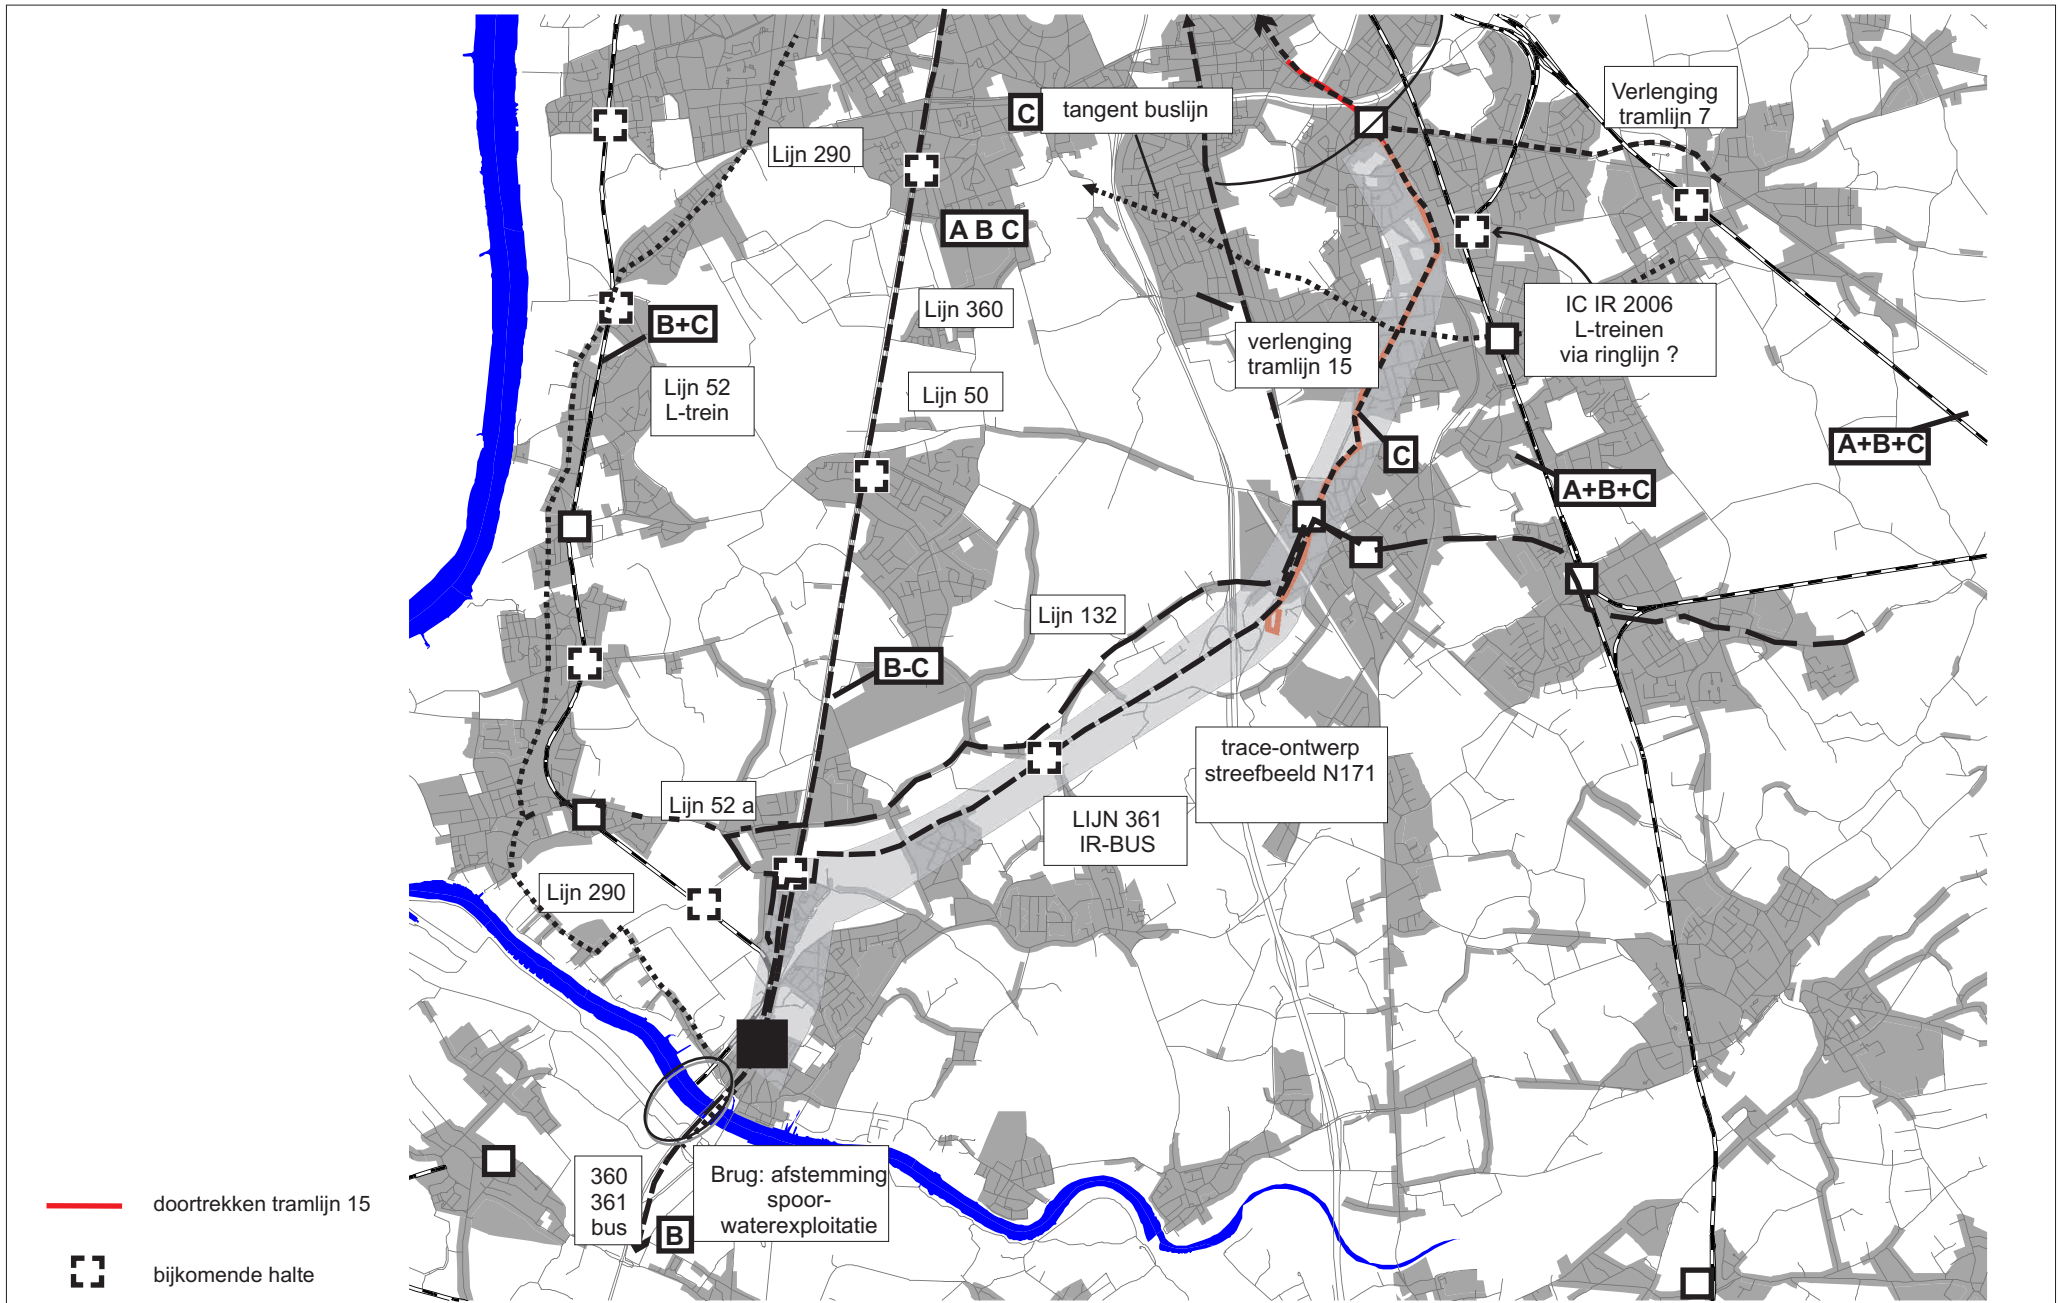 Verlenging
tramlijn 7
C
tangent buslijn
Lijn 290
A B C
Lijn 360
B+C
IC IR 2006
L-treinen
via ringlijn ?
verlenging
tramlijn 15
Lijn 52
L-trein
Lijn 50
A+B+C
C
A+B+C
Lijn 132
B-C
trace-ontwerp
streefbeeld N171
Lijn 52 a
LIJN 361
IR-BUS
Lijn 290
360
361
bus
B
Brug: afstemming
spoor-
waterexploitatie
doortrekken tramlijn 15
bijkomende halte